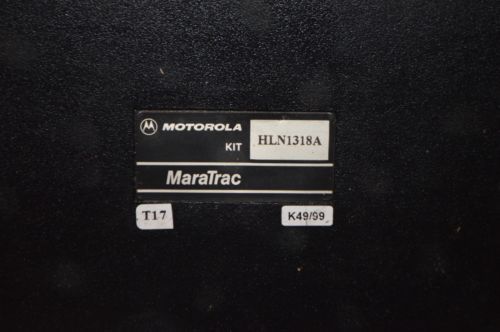 MOTOROLA
KIT HLN1318A
MaraTrac
T17 K49/99